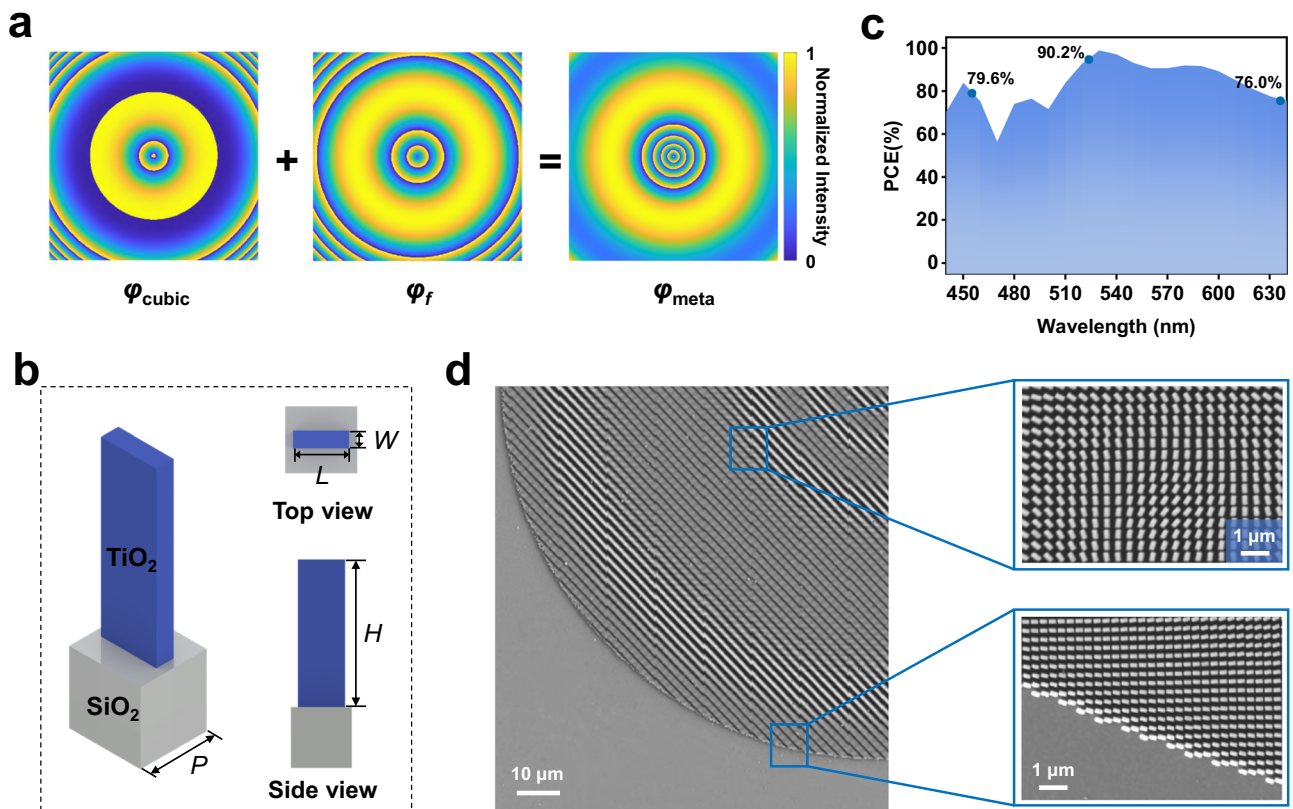 a
+
=
1
Normalized Intensity
0
φcubic
φf
φmeta
c
100
80
60
40
20
0
PCE(%)
79.6%
90.2%
76.0%
450 480 510 540 570 600 630
Wavelength (nm)
b
TiO₂
SiO₂
P
W
L
Top view
H
Side view
d
10 μm
1 μm
1 μm